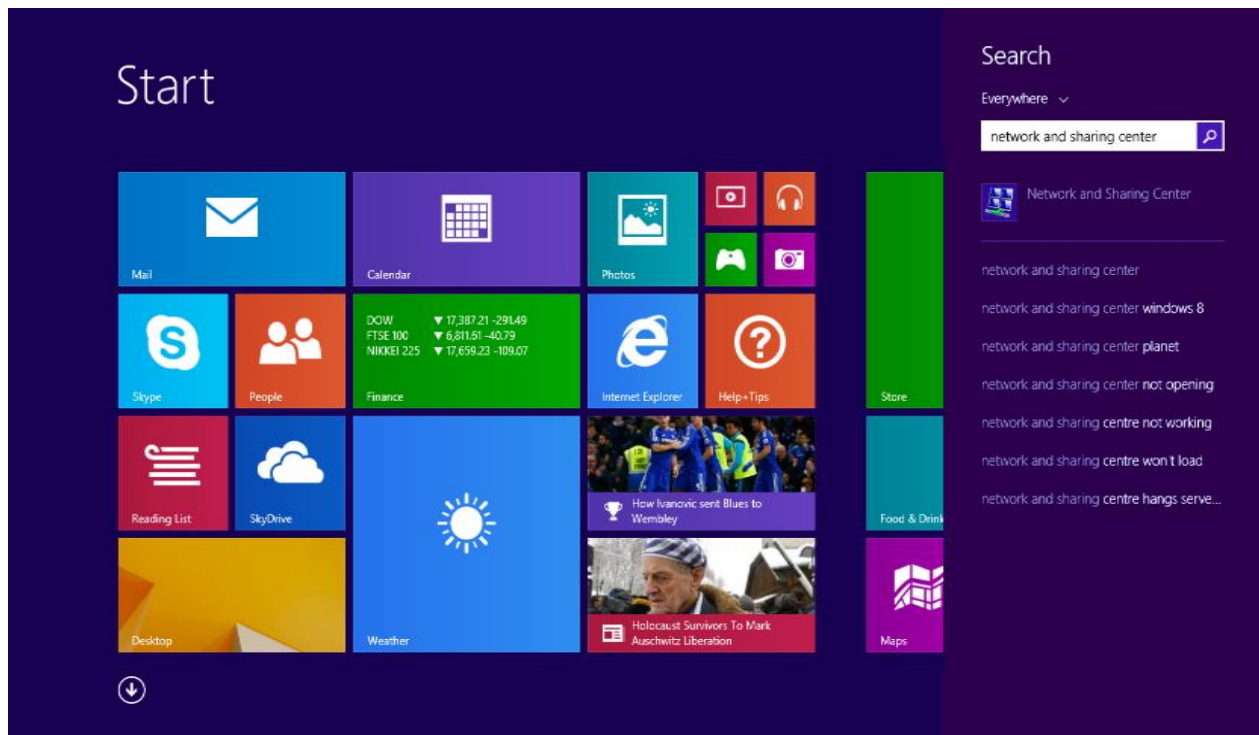 Start
Mail
Calendar
Photos
Skype
People
DOW ▼ 17,387.21 -291.49
FTSE 100 ▼ 6,811.61 -40.79
NIKKEI 225 ▼ 17,659.23 -109.07
Finance
Internet Explorer
Help+Tips
Store
Reading List
SkyDrive
How Ivanovic sent Blues to
Wembley
Food & Drink
Desktop
Weather
Holocaust Survivors To Mark
Auschwitz Liberation
Maps
Search
Everywhere
network and sharing center
Network and Sharing Center
network and sharing center
network and sharing center windows 8
network and sharing center planet
network and sharing center not opening
network and sharing centre not working
network and sharing centre won't load
network and sharing centre hangs serve...